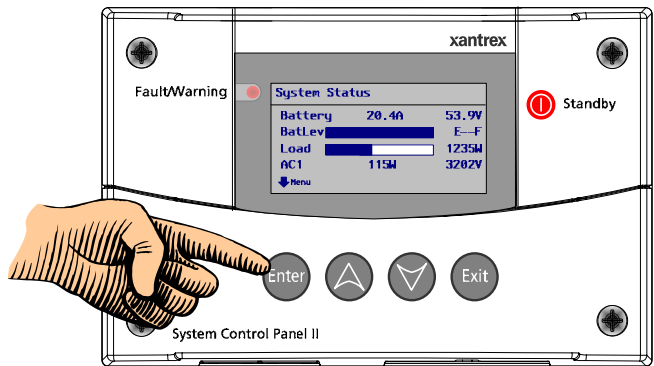 xantrex
Fault/Warning
System Status
Battery 20.4A 53.9V
BatLev E--F
Load 1235W
AC1 115W 3202V
Menu
Standby
Enter
Exit
System Control Panel II